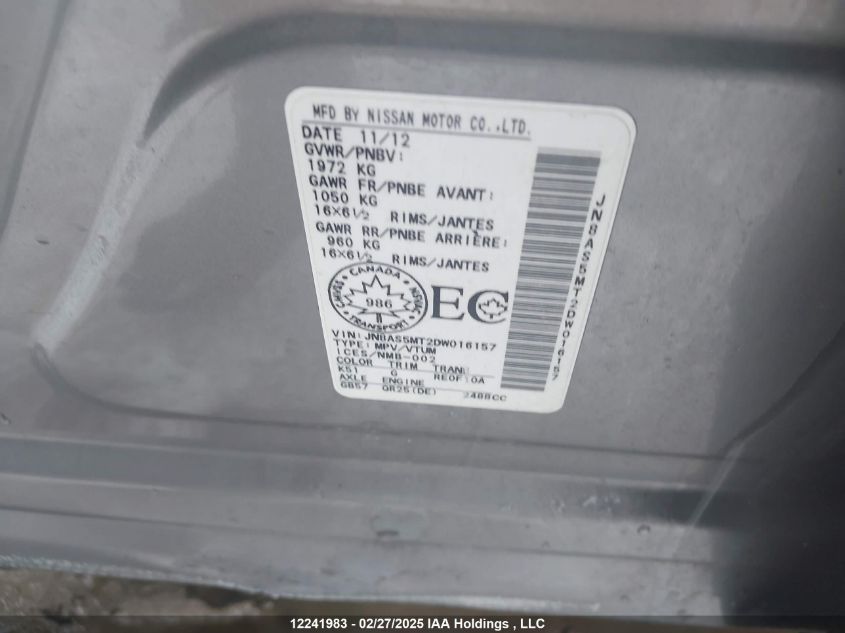 MFD BY NISSAN MOTOR CO.,LTD.
DATE 11/12
GVWR/PNBV:
1972 KG
GAWR FR/PNBE AVANT:
1050 KG
16X6½ RIMS/JANTES
GAWR RR/PNBE ARRIÈRE:
960 KG
16X6½ RIMS/JANTES
CANADA
986
TRANSPORT
EC
VIN: JN8AS5MT2DW016157
TYPE: MPV/VTUM
ICES/NMB-002
COLOR TRIM TRAN
K51 G RE0F10A
AXLE ENGINE
GB57 QR25(DE) 2488CC
JN8AS5MT2DW016157
12241983 - 02/27/2025 IAA Holdings , LLC